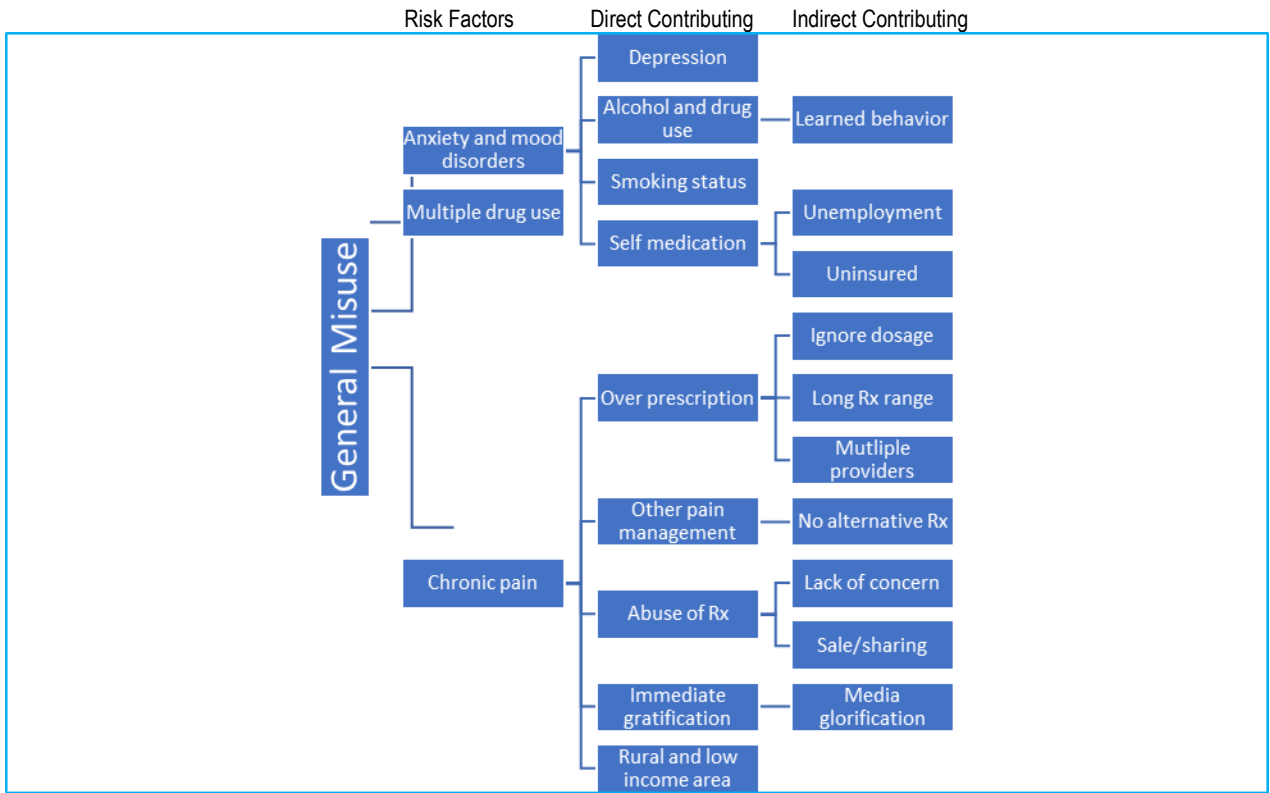 Risk Factors Direct Contributing Indirect Contributing
General Misuse
Anxiety and mood
disorders
Multiple drug use
Depression
Alcohol and drug
use
Learned behavior
Smoking status
Self medication
Unemployment
Uninsured
Chronic pain
Over prescription
Ignore dosage
Long Rx range
Mutliple
providers
Other pain
management
No alternative Rx
Abuse of Rx
Lack of concern
Sale/sharing
Immediate
gratification
Media
glorification
Rural and low
income area